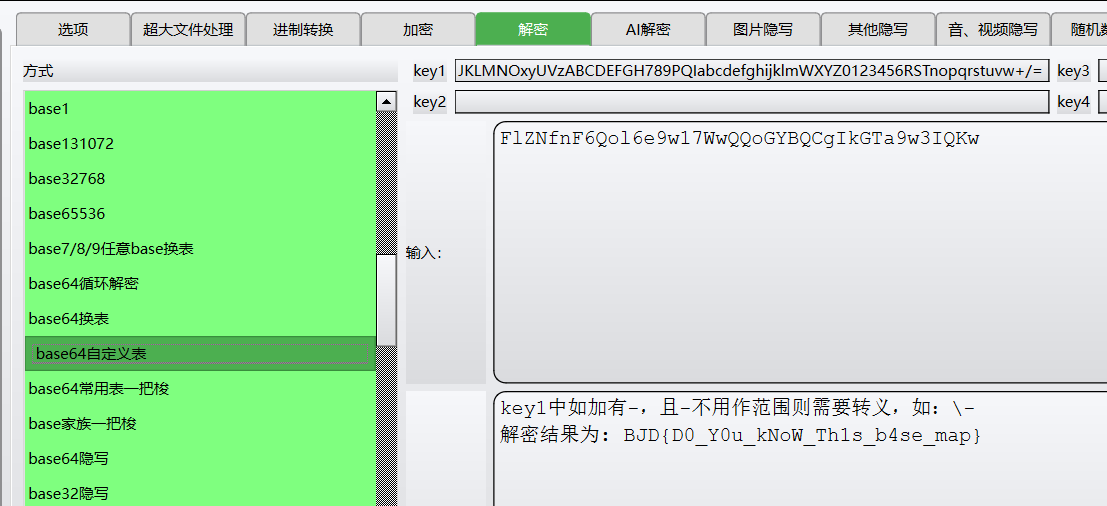 选项 超大文件处理 进制转换 加密 解密 AI解密 图片隐写 其他隐写 音、视频隐写 随机数
方式
key1 JKLMNOxyUVzABCDEFGH789PQIabcdefghijklmWXYZ0123456RSTnopqrstuvw+/= key3
key2 key4
base1
base131072
base32768
base65536
base7/8/9任意base换表
base64循环解密
base64换表
base64自定义表
base64常用表一把梭
base家族一把梭
base64隐写
base32隐写
输入：
FlZNfnF6Qol6e9w17WwQQoGYBQCgIkGTa9w3IQKw
key1中如加有-，且-不用作范围则需要转义，如：\-
解密结果为：BJD{D0_Y0u_kNoW_Th1s_b4se_map}